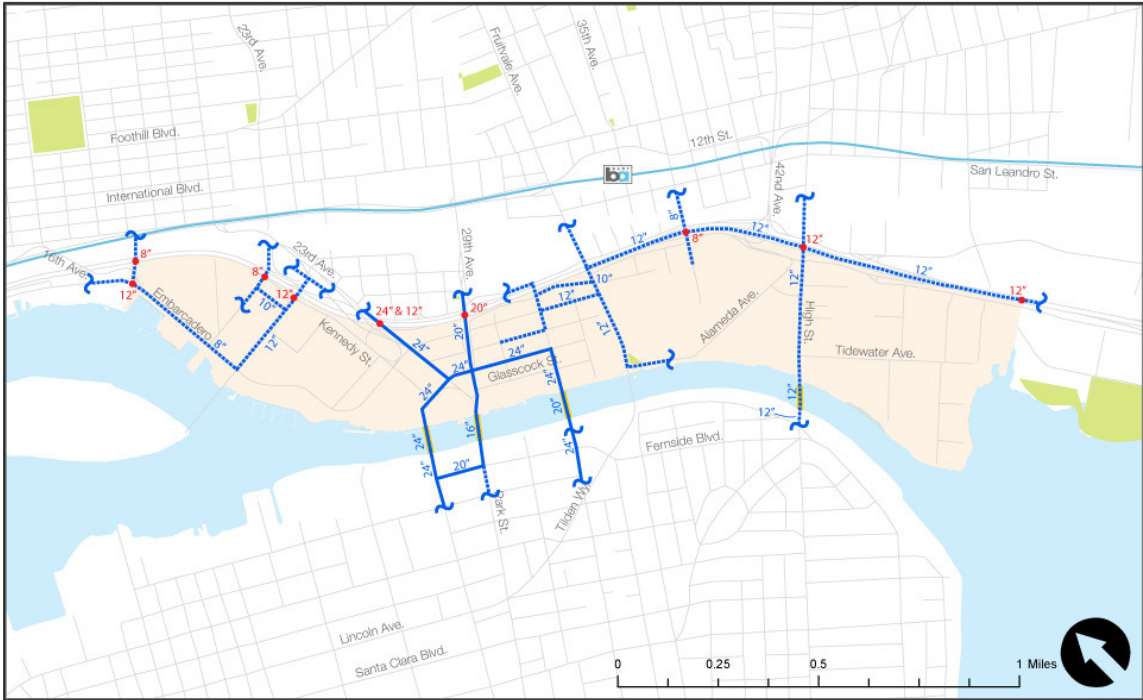 23rd Ave.
Fruitvale Ave.
35th Ave.
Foothill Blvd.
12th St.
International Blvd.
ba
42nd Ave.
San Leandro St.
16th Ave.
8"
23rd Ave.
29th Ave.
8"
12"
8"
12"
12"
12"
8"
12"
12"
10"
12"
12"
Embarcadero
10"
Kennedy St.
24" & 12"
20"
20"
12"
12"
Alameda Ave.
12"
High St.
Tidewater Ave.
8"
12"
24"
24"
24"
Glasscock St.
24"
24"
20"
12"
12"
16"
24"
24"
24"
20"
Fernside Blvd.
Park St.
Tilden Wy.
Lincoln Ave.
Santa Clara Blvd.
0
0.25
0.5
1 Miles